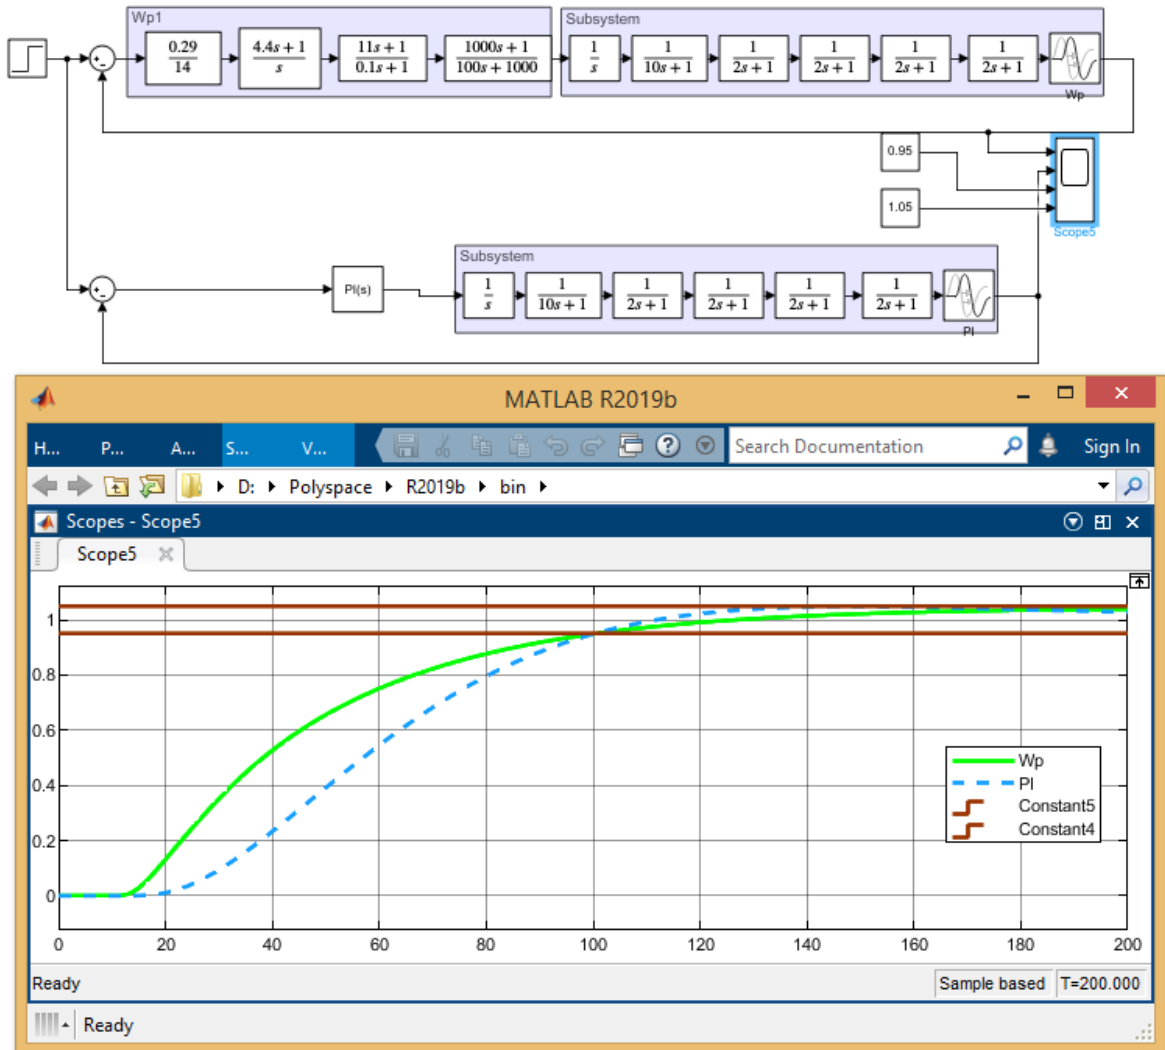 Wp1
0.29
14
4.4s + 1
s
11s + 1
0.1s + 1
1000s + 1
100s + 1000
Subsystem
1
s
1
10s + 1
1
2s + 1
1
2s + 1
1
2s + 1
1
2s + 1
Wp
0.95
1.05
Scope5
Subsystem
PI(s)
1
s
1
10s + 1
1
2s + 1
1
2s + 1
1
2s + 1
1
2s + 1
PI
MATLAB R2019b
H... P... A... S... V... Search Documentation Sign In
D: Polyspace R2019b bin
Scopes - Scope5
Scope5
1
0.8
0.6
0.4
0.2
0
Wp
PI
Constant5
Constant4
0 20 40 60 80 100 120 140 160 180 200
Ready Sample based T=200.000
Ready